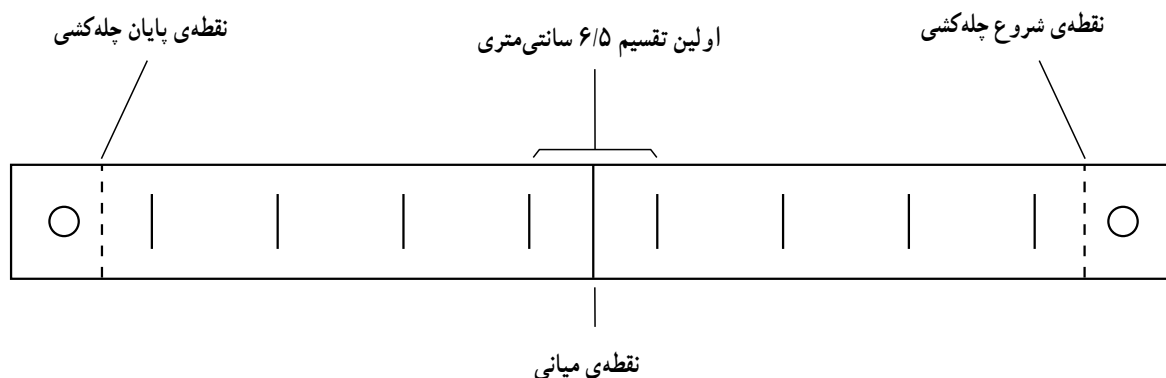 نقطه‌ی شروع چله‌کشی
اولین تقسیم ۶/۵ سانتی‌متری
نقطه‌ی پایان چله‌کشی
نقطه‌ی میانی